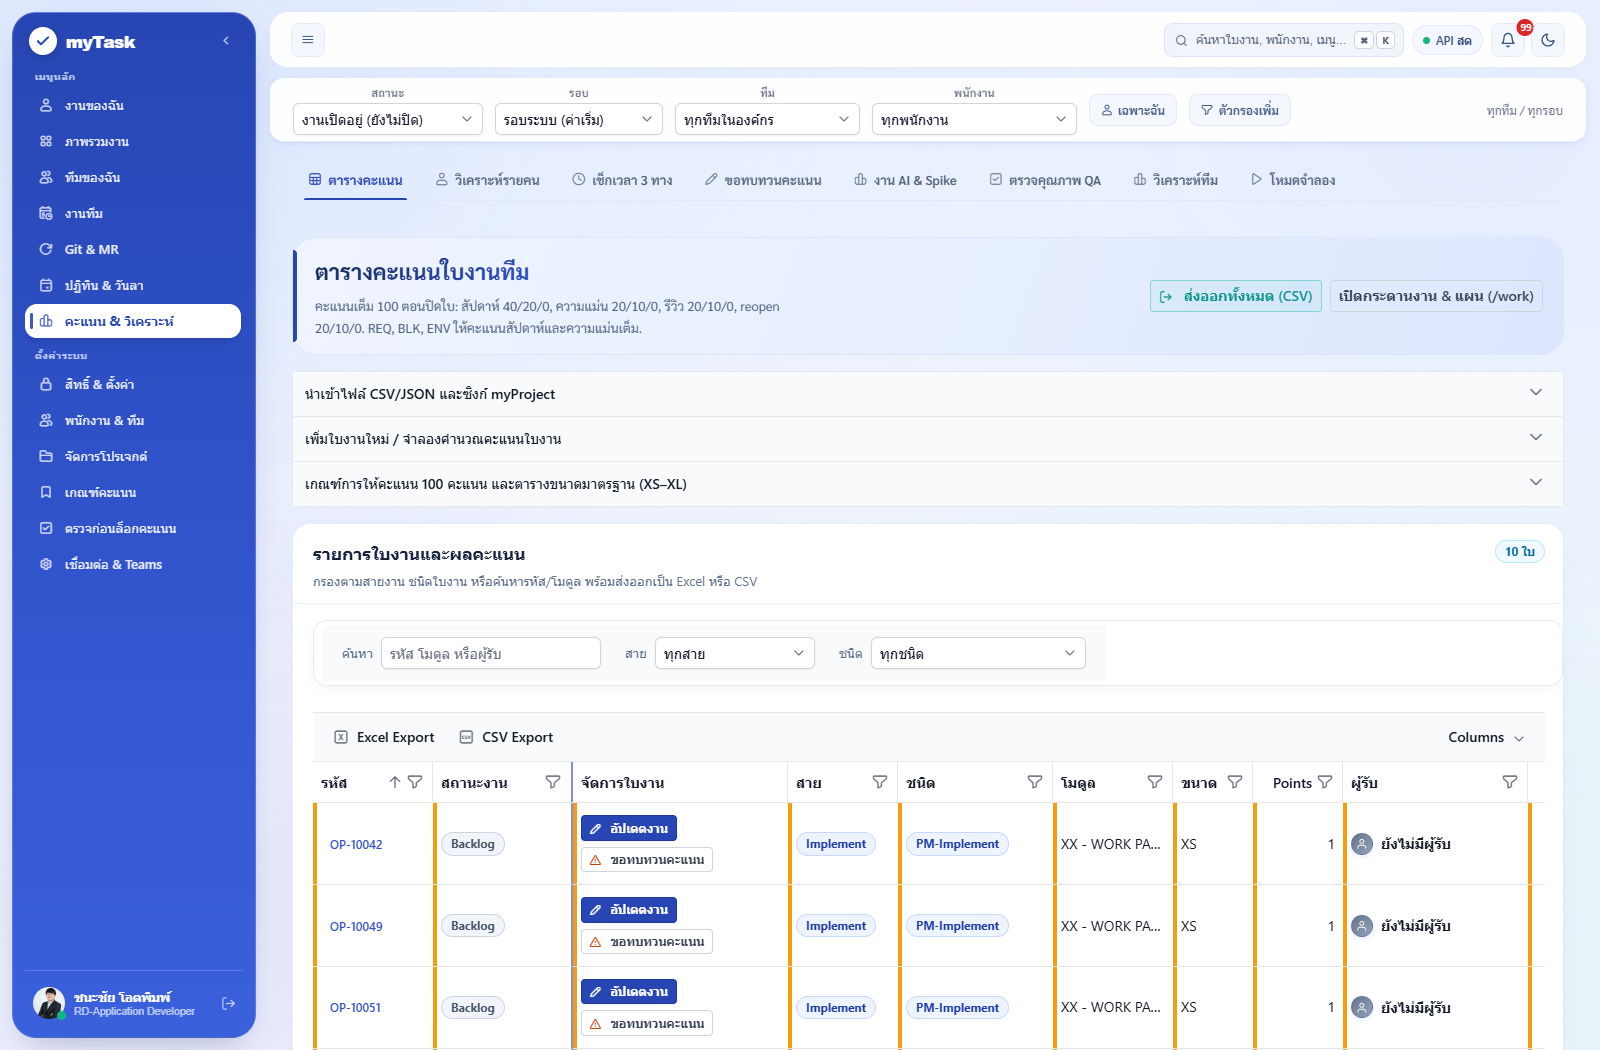 myTask
เมนูหลัก
งานของฉัน
ภาพรวมงาน
ทีมของฉัน
งานทีม
Git & MR
ปฏิทิน & วันลา
คะแนน & วิเคราะห์
ตั้งค่าระบบ
สิทธิ์ & ตั้งค่า
พนักงาน & ทีม
จัดการโปรเจกต์
เกณฑ์คะแนน
ตรวจก่อนล็อกคะแนน
เชื่อมต่อ & Teams
ชนะชัย โอดพิมพ์
RD-Application Developer
ค้นหาใบงาน, พนักงาน, เมนู... ⌘ K
API สด
99
สถานะ รอบ ทีม พนักงาน
งานเปิดอยู่ (ยังไม่ปิด) รอบระบบ (ค่าเริ่ม) ทุกทีมในองค์กร ทุกพนักงาน เฉพาะฉัน ตัวกรองเพิ่ม ทุกทีม / ทุกรอบ
ตารางคะแนน วิเคราะห์รายคน เช็กเวลา 3 ทาง ขอทบทวนคะแนน งาน AI & Spike ตรวจคุณภาพ QA วิเคราะห์ทีม โหมดจำลอง
ตารางคะแนนใบงานทีม
คะแนนเต็ม 100 ตอนปิดใบ: สัปดาห์ 40/20/0, ความแม่น 20/10/0, รีวิว 20/10/0, reopen
20/10/0. REQ, BLK, ENV ให้คะแนนสัปดาห์และความแม่นเต็ม.
ส่งออกทั้งหมด (CSV) เปิดกระดานงาน & แผน (/work)
นำเข้าไฟล์ CSV/JSON และซิงก์ myProject
เพิ่มใบงานใหม่ / จำลองคำนวณคะแนนใบงาน
เกณฑ์การให้คะแนน 100 คะแนน และตารางขนาดมาตรฐาน (XS–XL)
รายการใบงานและผลคะแนน
10 ใบ
กรองตามสายงาน ชนิดใบงาน หรือค้นหารหัส/โมดูล พร้อมส่งออกเป็น Excel หรือ CSV
ค้นหา รหัส โมดูล หรือผู้รับ สาย ทุกสาย ชนิด ทุกชนิด
Excel Export CSV Export Columns
รหัส สถานะงาน จัดการใบงาน สาย ชนิด โมดูล ขนาด Points ผู้รับ
อัปเดตงาน
OP-10042 Backlog Implement PM-Implement XX - WORK PA... XS 1 ยังไม่มีผู้รับ
ขอทบทวนคะแนน
อัปเดตงาน
OP-10049 Backlog Implement PM-Implement XX - WORK PA... XS 1 ยังไม่มีผู้รับ
ขอทบทวนคะแนน
อัปเดตงาน
OP-10051 Backlog Implement PM-Implement XX - WORK PA... XS 1 ยังไม่มีผู้รับ
ขอทบทวนคะแนน